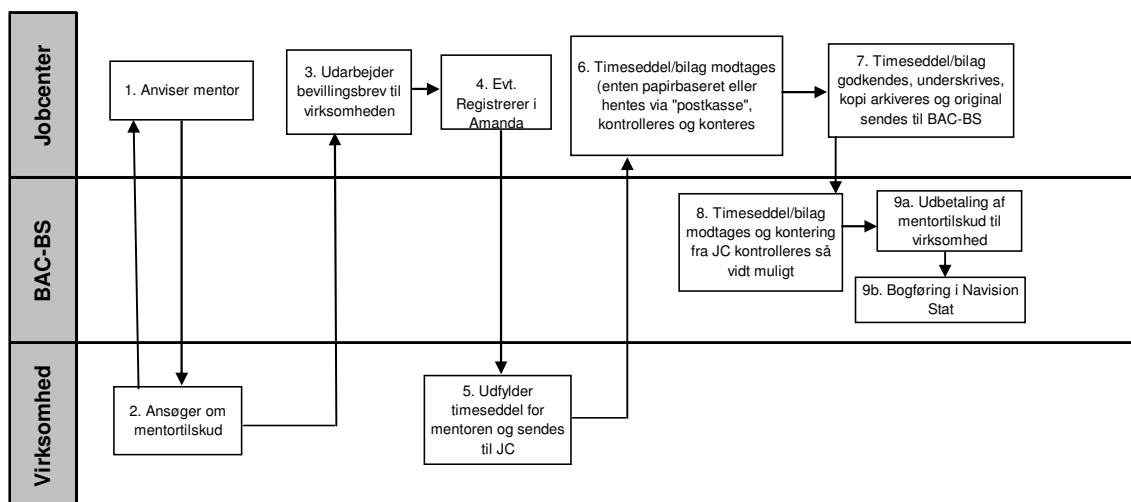 Jobcenter
1. Anviser mentor
3. Udarbejder
bevillingsbrev til
virksomheden
4. Evt.
Registrerer i
Amanda
6. Timeseddel/bilag modtages
(enten papirbaseret eller
hentes via "postkasse",
kontrolleres og konteres
7. Timeseddel/bilag
godkendes, underskrives,
kopi arkiveres og original
sendes til BAC-BS
BAC-BS
8. Timeseddel/bilag
modtages og kontering
fra JC kontrolleres så
vidt muligt
9a. Udbetaling af
mentortilskud til
virksomhed
9b. Bogføring i Navision
Stat
Virksomhed
2. Ansøger om
mentortilskud
5. Udfylder
timeseddel for
mentoren og sendes
til JC